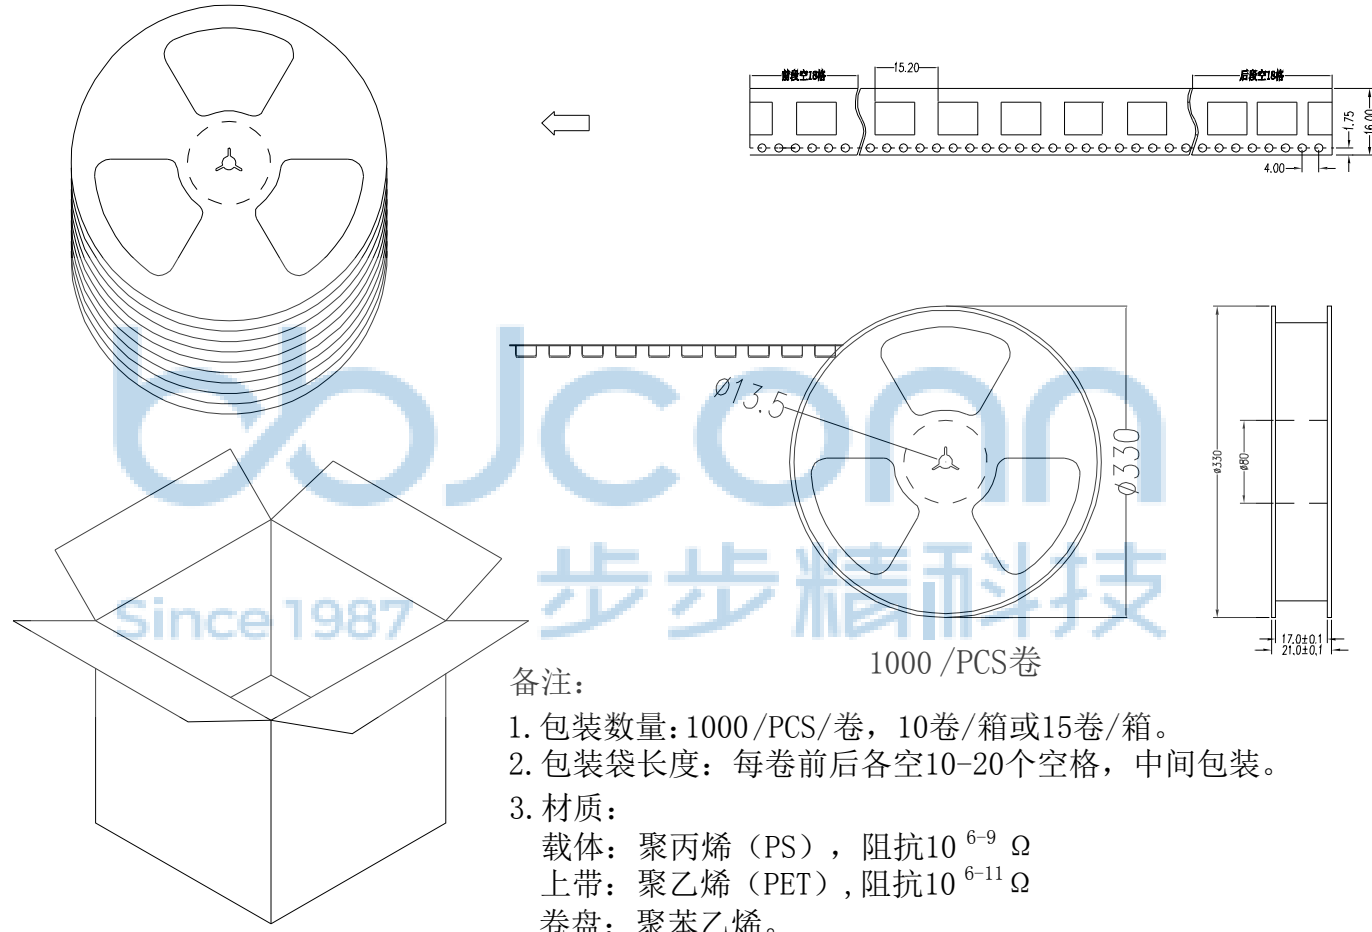 前段空18格
15.20
后段空18格
1.75
16.00
4.00
bbjconn
ø13.5
ø330
ø330
ø80
步步精科技
Since 1987
17.0±0.1
21.0±0.1
1000 /PCS卷
备注：
1.包装数量:1000/PCS/卷，10卷/箱或15卷/箱。
2.包装袋长度：每卷前后各空10-20个空格，中间包装。
3.材质：
载体：聚丙烯（PS），阻抗10 6-9 Ω
上带：聚乙烯（PET）,阻抗10 6-11 Ω
卷盘：聚苯乙烯。